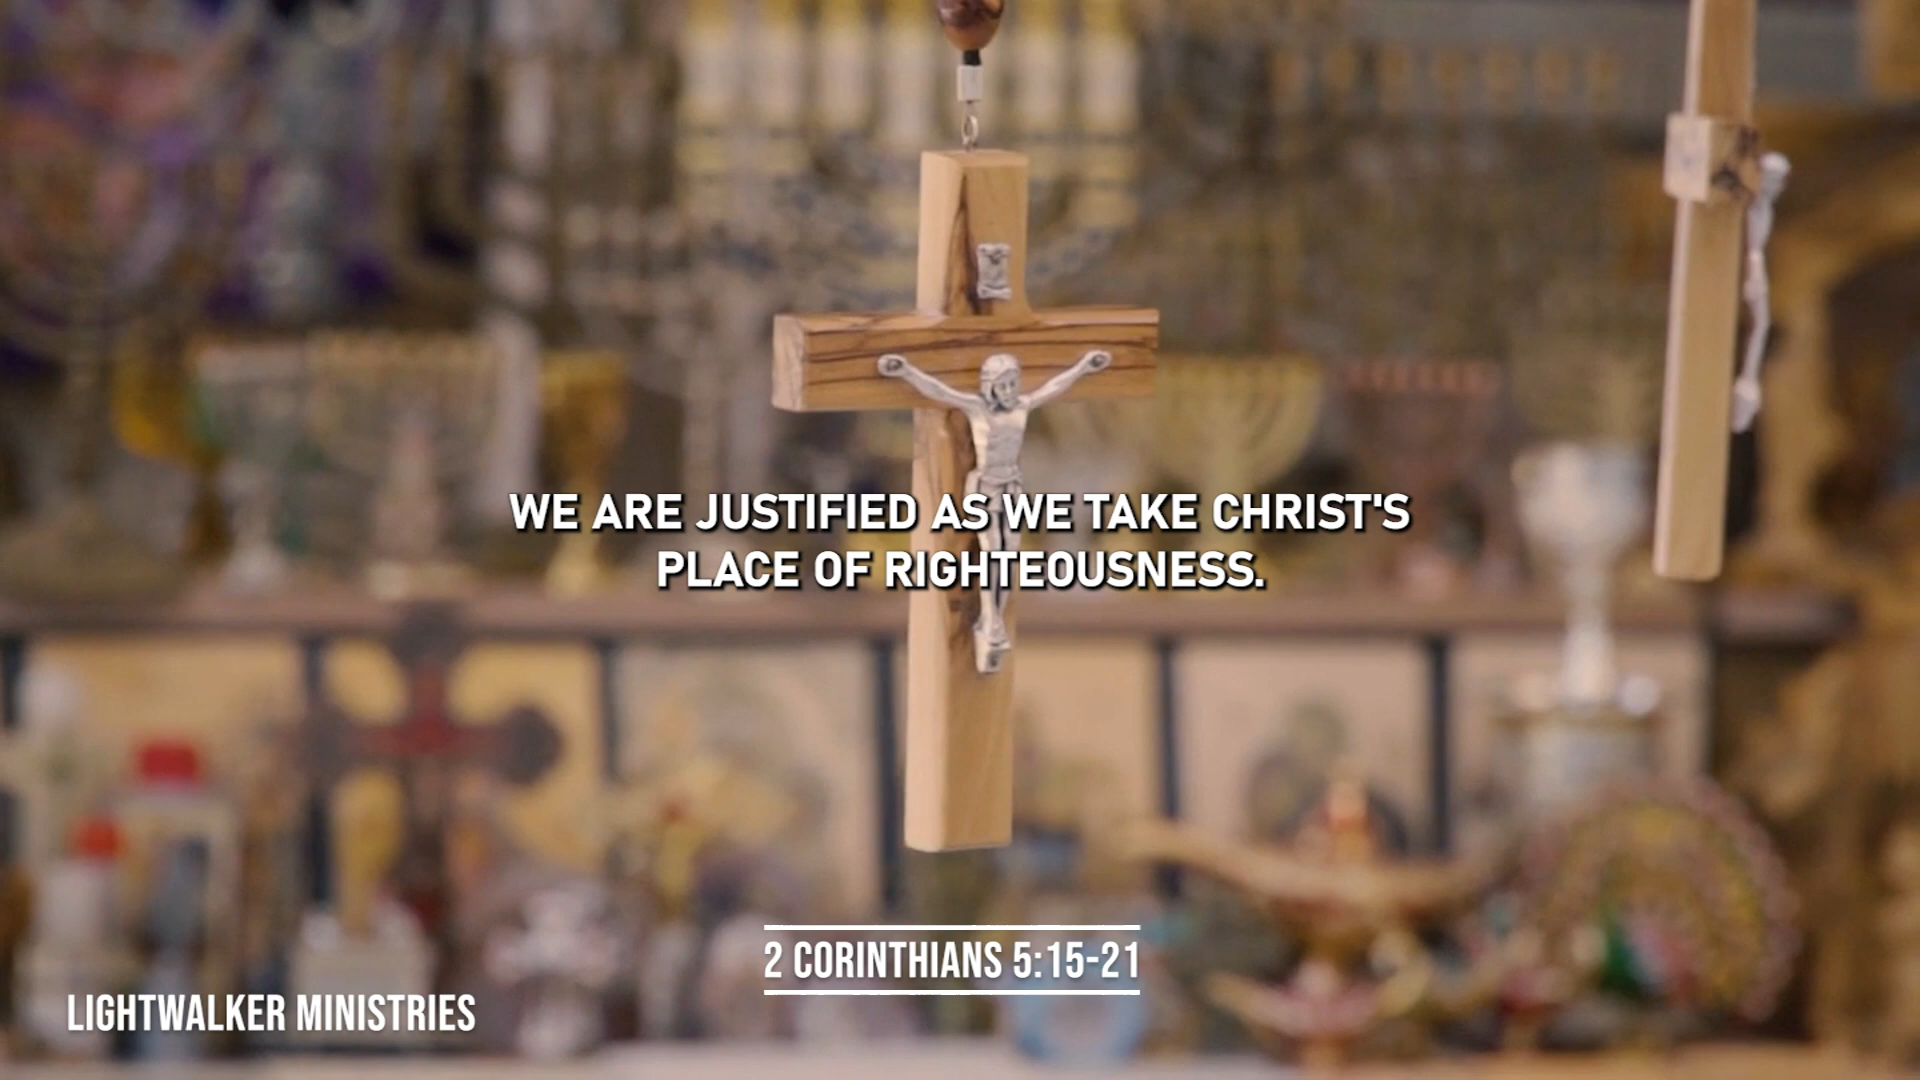 WE ARE JUSTIFIED AS WE TAKE CHRIST'S
PLACE OF RIGHTEOUSNESS.
2 CORINTHIANS 5:15-21
LIGHTWALKER MINISTRIES